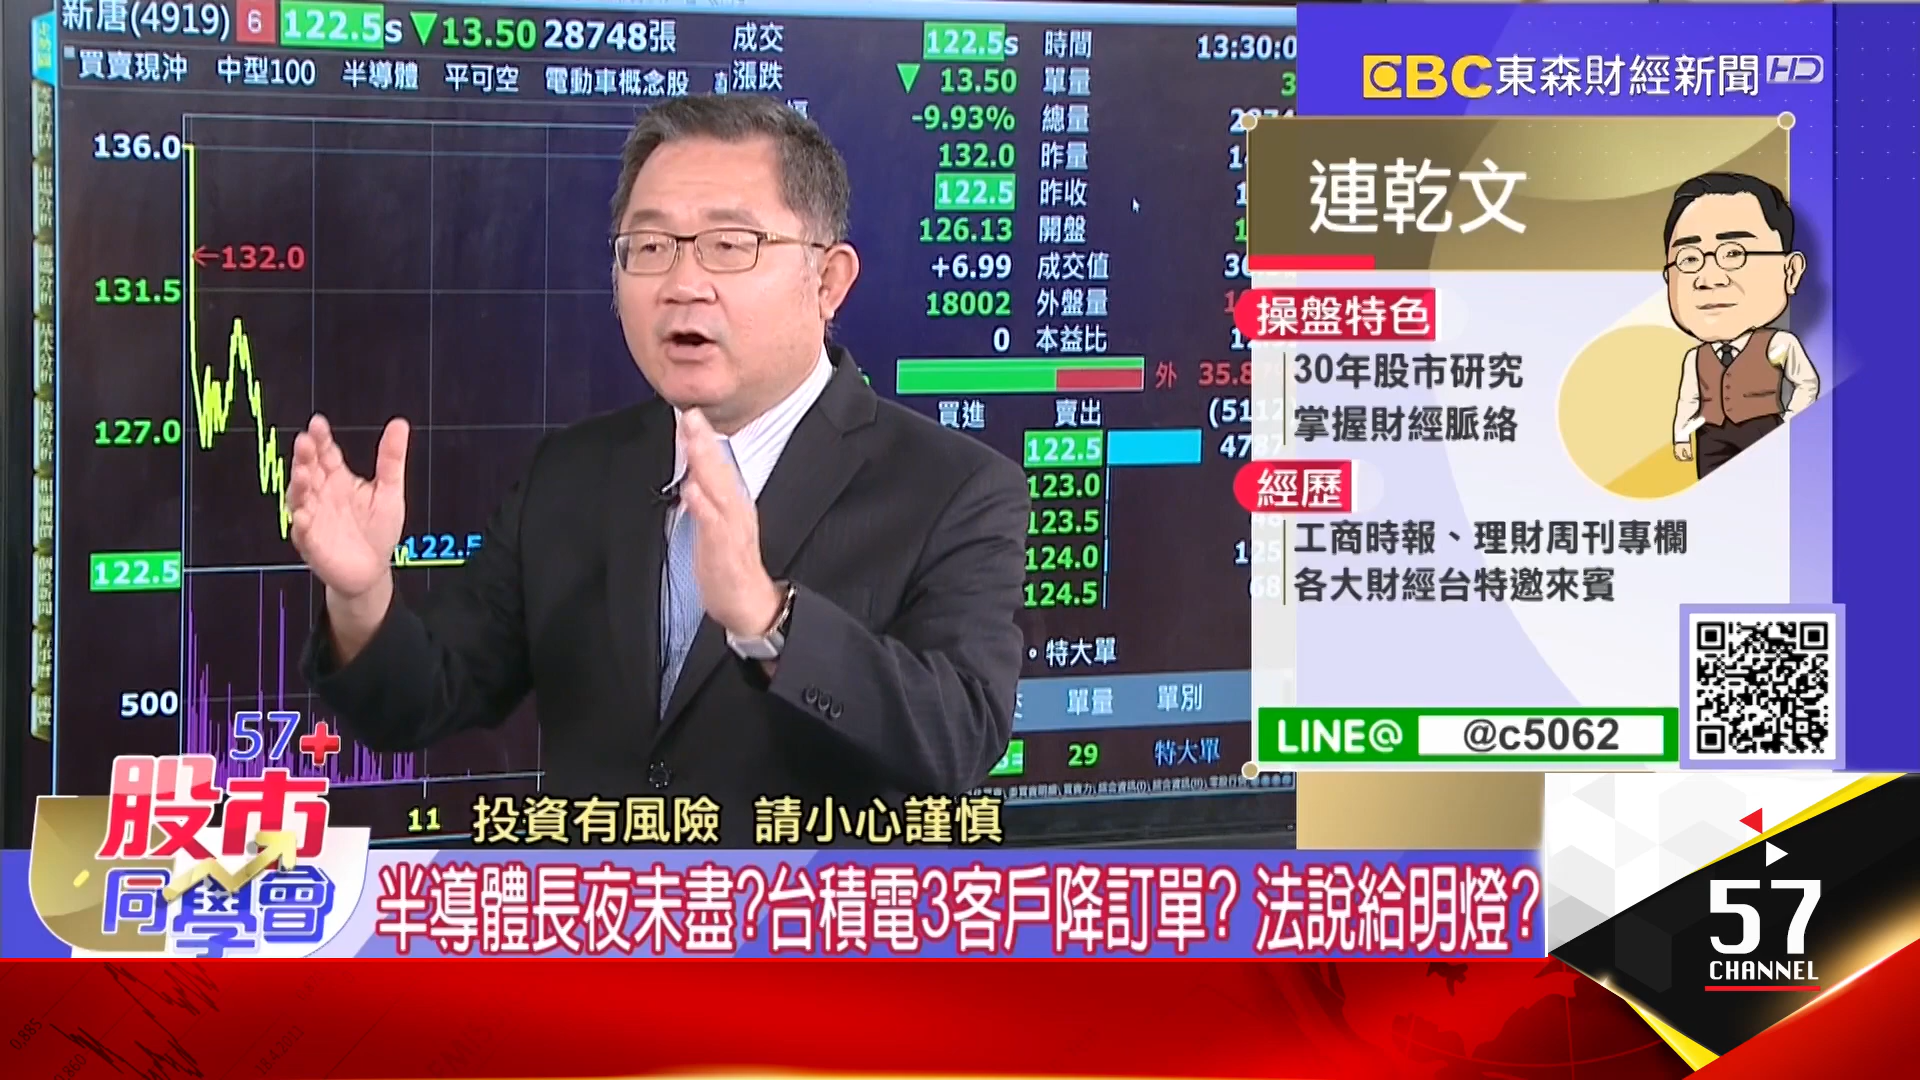 新唐(4919) 6 122.5s ▼13.50 28748張
買賣現沖 中型100 半導體 平可空 電動車概念股
成交 122.5s
漲跌 ▼ 13.50
幅 -9.93%
132.0
122.5
126.13
+6.99
18002
0
時間 13:30:0
單量 3
總量
昨量
昨收
開盤
成交值
外盤量
本益比
外 35.8
買進 賣出
(5112
122.5 4787
123.0
123.5
124.0 125
124.5 68
。特大單
單量 單別
29 特大單
136.0
←132.0
131.5
127.0
122.5
122.5
500
11
投資有風險 請小心謹慎
EBC東森財經新聞HD
連乾文
操盤特色
30年股市研究
掌握財經脈絡
經歷
工商時報、理財周刊專欄
各大財經台特邀來賓
LINE@ @c5062
57+
股市
同學會
半導體長夜未盡?台積電3客戶降訂單? 法說給明燈?
57
CHANNEL